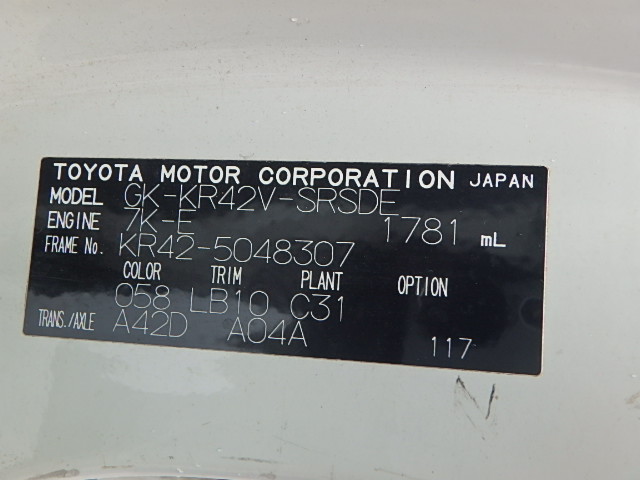 TOYOTA MOTOR CORPORATION JAPAN
MODEL GK-KR42V-SRSDE
ENGINE 7K-E 1781 mL
FRAME No. KR42-5048307
COLOR TRIM PLANT OPTION
058 LB10 C31
TRANS./AXLE A42D A04A
117